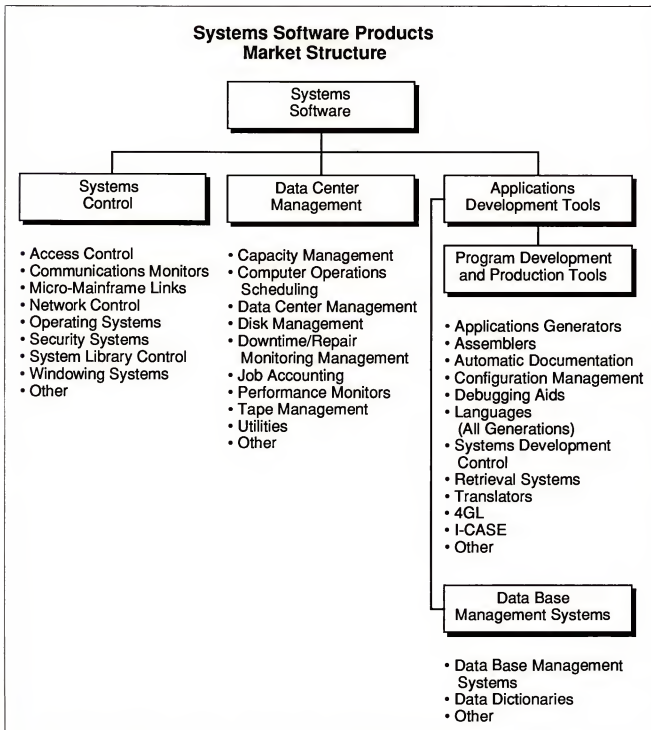 Systems Software Products
Market Structure
Systems
Software
Systems
Control
Data Center
Management
Applications
Development Tools
• Access Control
• Communications Monitors
• Micro-Mainframe Links
• Network Control
• Operating Systems
• Security Systems
• System Library Control
• Windowing Systems
• Other
• Capacity Management
• Computer Operations
Scheduling
• Data Center Management
• Disk Management
• Downtime/Repair
Monitoring Management
• Job Accounting
• Performance Monitors
• Tape Management
• Utilities
• Other
Program Development
and Production Tools
• Applications Generators
• Assemblers
• Automatic Documentation
• Configuration Management
• Debugging Aids
• Languages
(All Generations)
• Systems Development
Control
• Retrieval Systems
• Translators
• 4GL
• I-CASE
• Other
Data Base
Management Systems
• Data Base Management
Systems
• Data Dictionaries
• Other